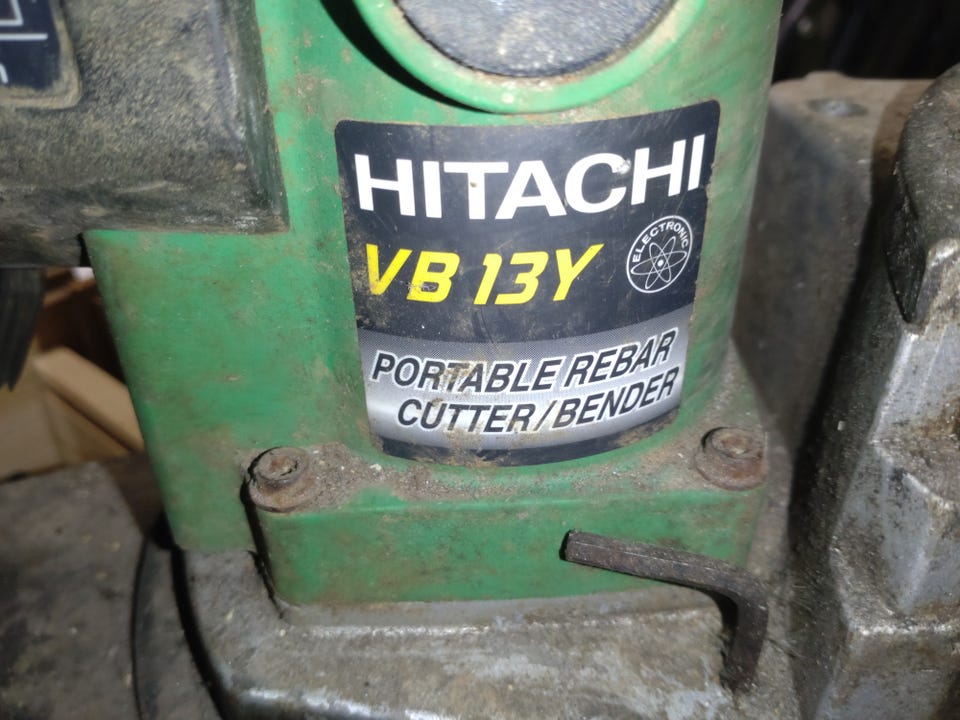 HITACHI
VB 13Y
ELECTRONIC
PORTABLE REBAR
CUTTER/BENDER